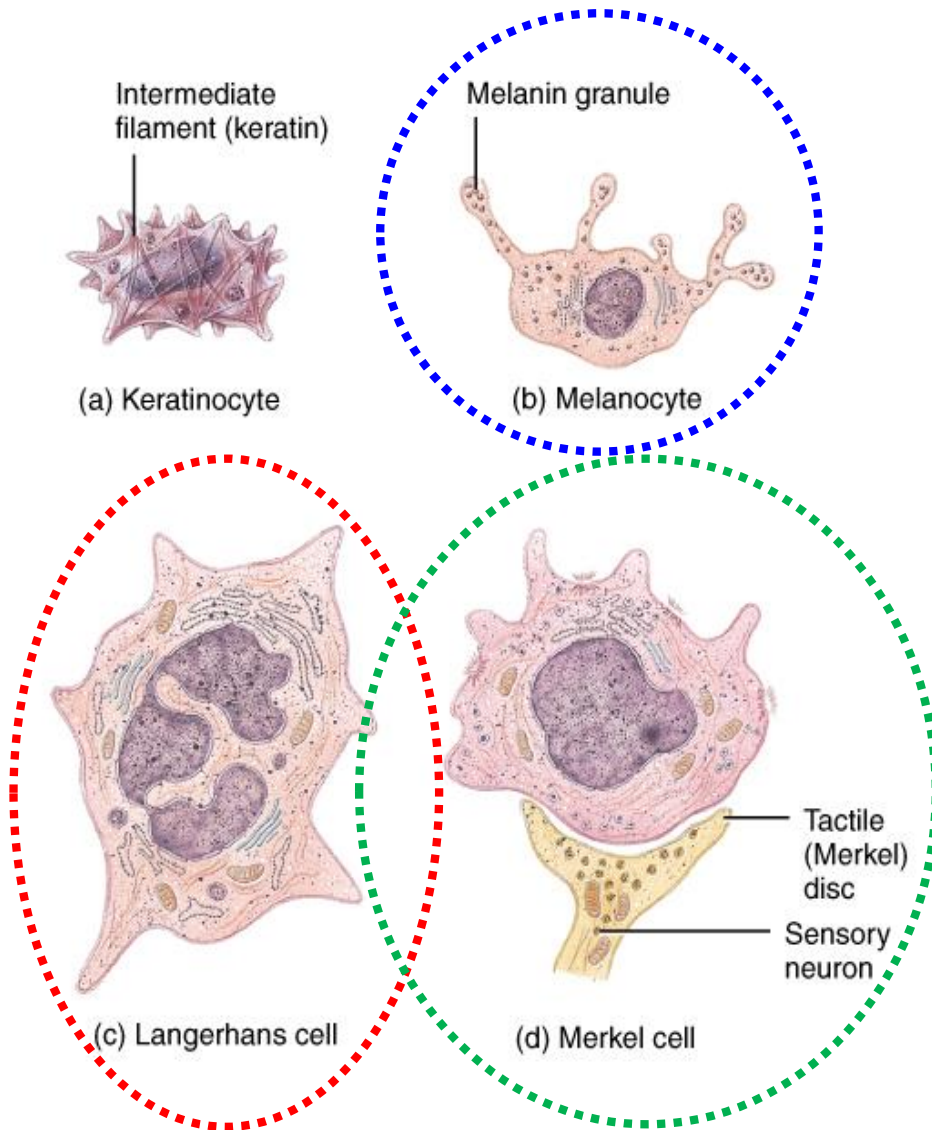 Intermediate
filament (keratin)
Melanin granule
(a) Keratinocyte
(b) Melanocyte
Tactile
(Merkel)
disc
Sensory
neuron
(c) Langerhans cell
(d) Merkel cell